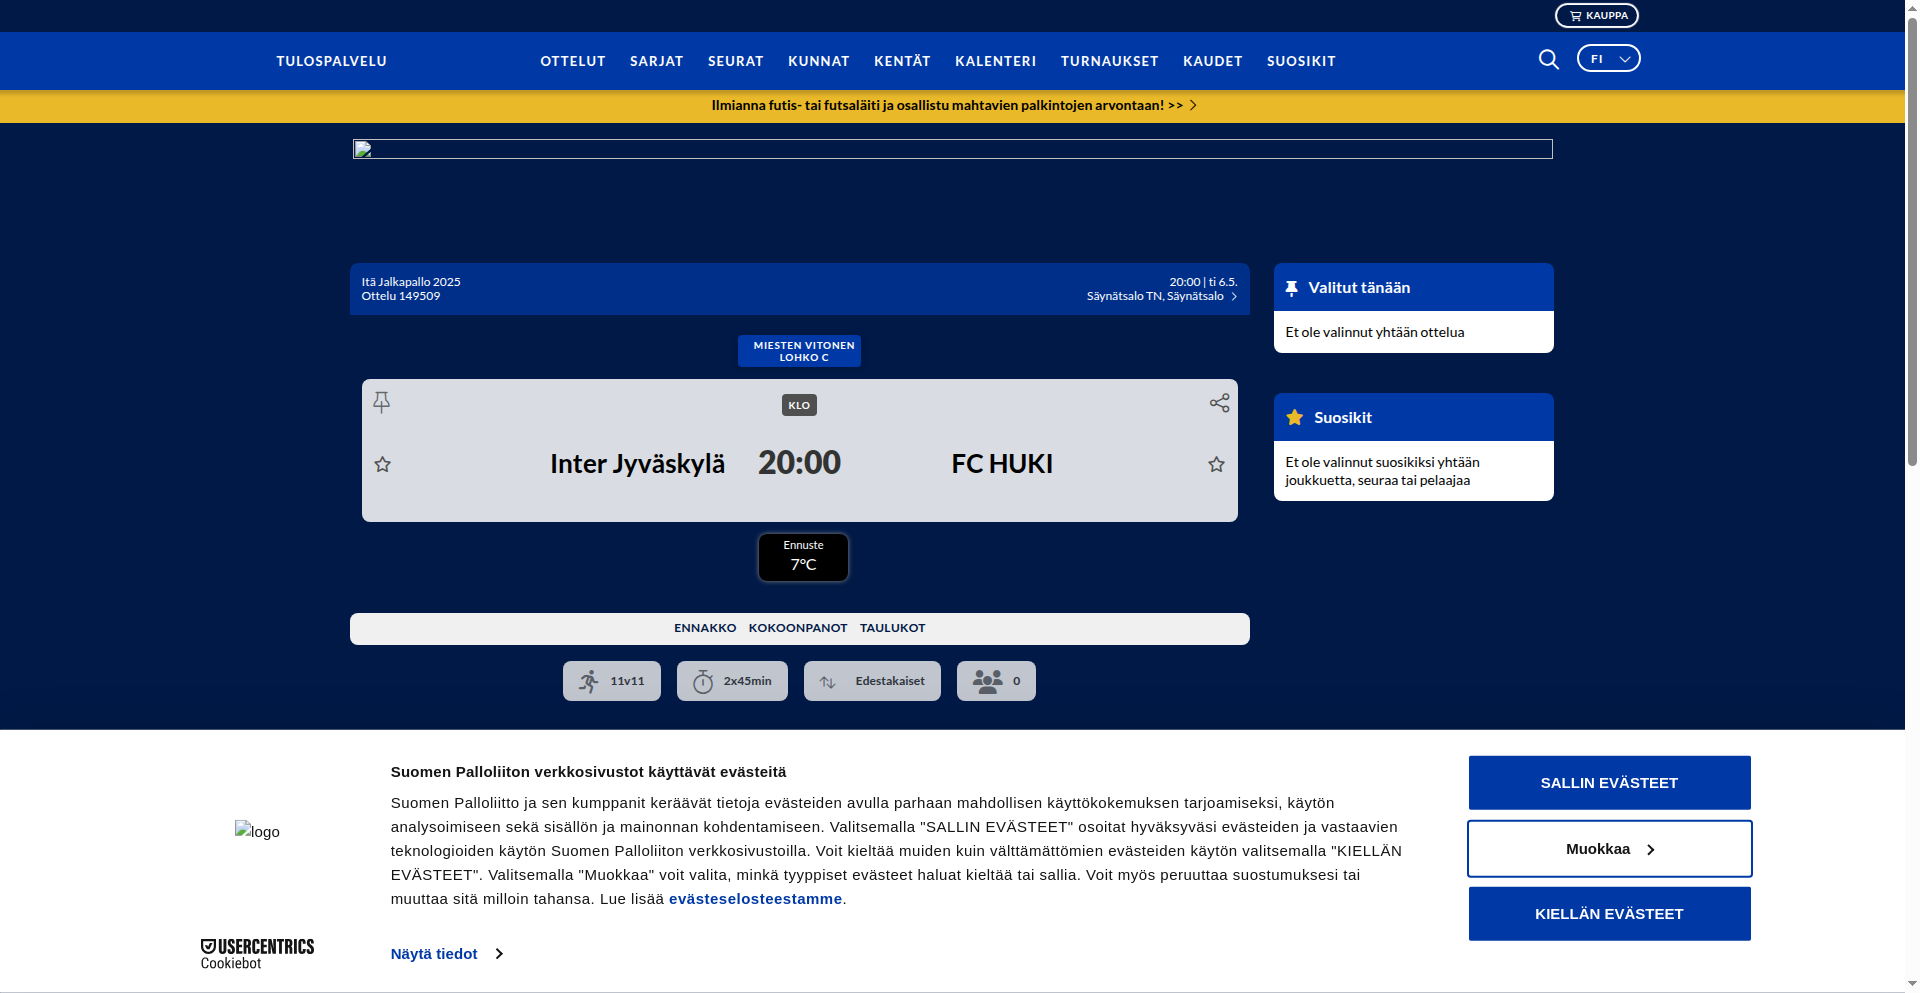 KAUPPA
TULOSPALVELU
OTTELUT SARJAT SEURAT KUNNAT KENTÄT KALENTERI TURNAUKSET KAUDET SUOSIKIT
FI
Ilmianna futis- tai futsaläiti ja osallistu mahtavien palkintojen arvontaan! >>
Itä Jalkapallo 2025
Ottelu 149509
20:00 | ti 6.5.
Säynätsalo TN, Säynätsalo
MIESTEN VITONEN
LOHKO C
KLO
Inter Jyväskylä 20:00 FC HUKI
Ennuste
7°C
ENNAKKO KOKOONPANOT TAULUKOT
11v11 2x45min Edestakaiset 0
Valitut tänään
Et ole valinnut yhtään ottelua
Suosikit
Et ole valinnut suosikiksi yhtään
joukkuetta, seuraa tai pelaajaa
logo
USERCENTRICS
Cookiebot
Suomen Palloliiton verkkosivustot käyttävät evästeitä
Suomen Palloliitto ja sen kumppanit keräävät tietoja evästeiden avulla parhaan mahdollisen käyttökokemuksen tarjoamiseksi, käytön
analysoimiseen sekä sisällön ja mainonnan kohdentamiseen. Valitsemalla "SALLIN EVÄSTEET" osoitat hyväksyväsi evästeiden ja vastaavien
teknologioiden käytön Suomen Palloliiton verkkosivustoilla. Voit kieltää muiden kuin välttämättömien evästeiden käytön valitsemalla "KIELLÄN
EVÄSTEET". Valitsemalla "Muokkaa" voit valita, minkä tyyppiset evästeet haluat kieltää tai sallia. Voit myös peruuttaa suostumuksesi tai
muuttaa sitä milloin tahansa. Lue lisää evästeselosteestamme.
Näytä tiedot
SALLIN EVÄSTEET
Muokkaa
KIELLÄN EVÄSTEET